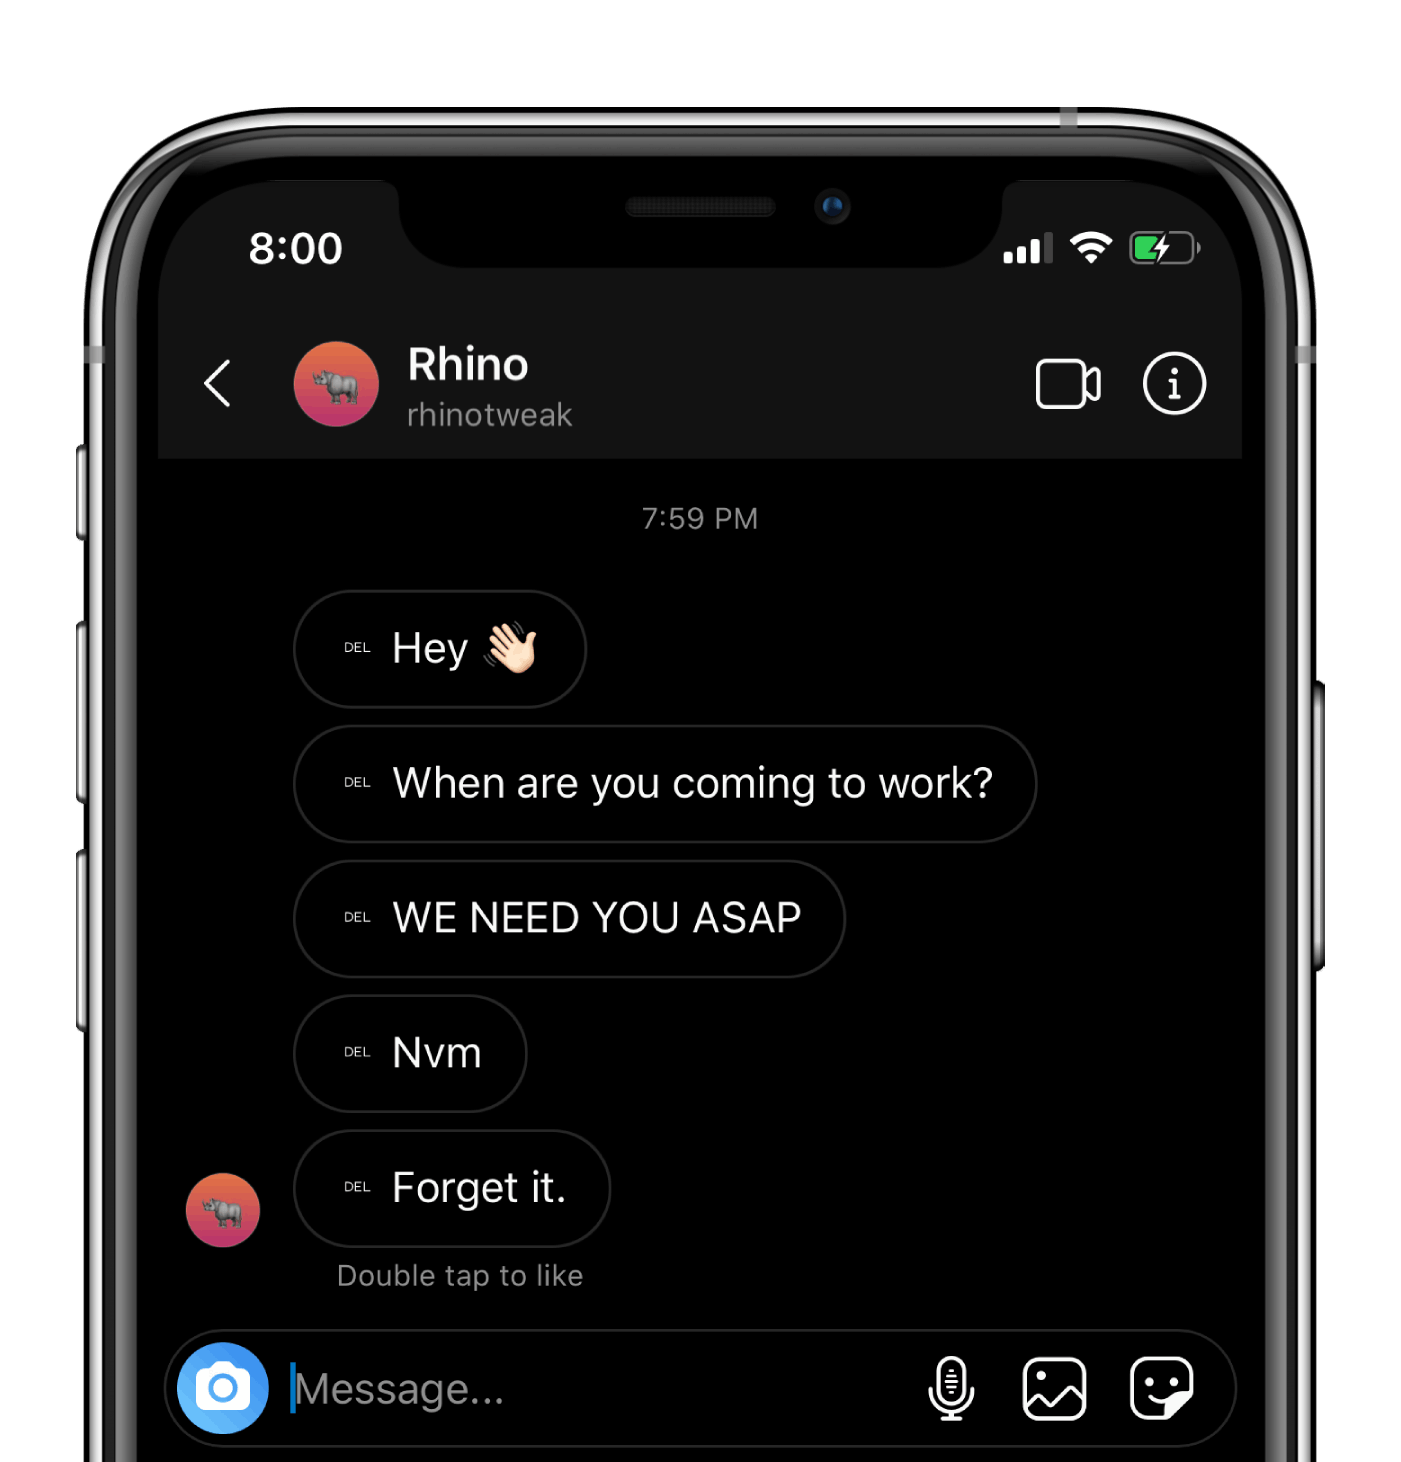 8:00
Rhino
rhinotweak
7:59 PM
DEL Hey 👋🏻
DEL When are you coming to work?
DEL WE NEED YOU ASAP
DEL Nvm
DEL Forget it.
Double tap to like
Message...